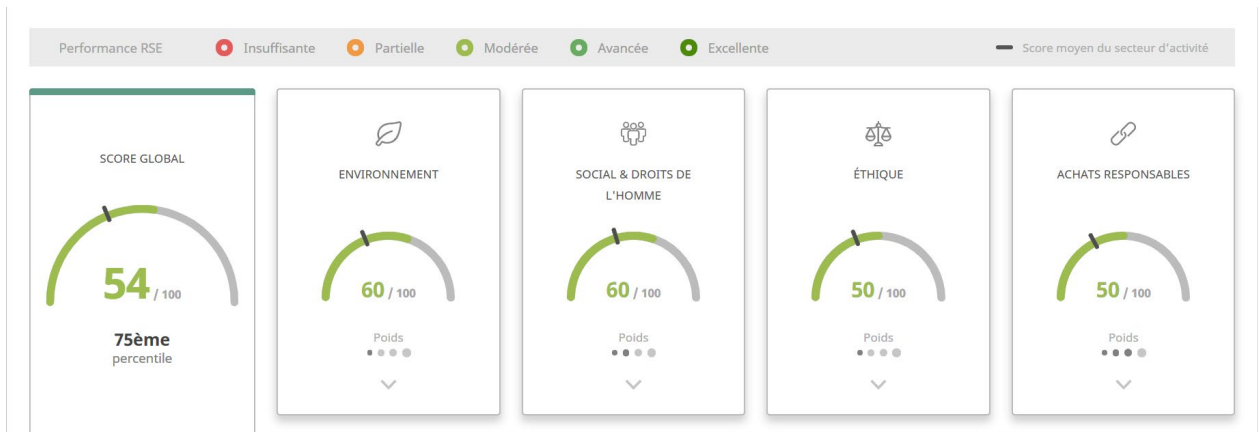 Performance RSE Insuffisante Partielle Modérée Avancée Excellente Score moyen du secteur d'activité
SCORE GLOBAL
54 / 100
75ème
percentile
ENVIRONNEMENT
60 / 100
Poids
SOCIAL & DROITS DE
L'HOMME
60 / 100
Poids
ÉTHIQUE
50 / 100
Poids
ACHATS RESPONSABLES
50 / 100
Poids